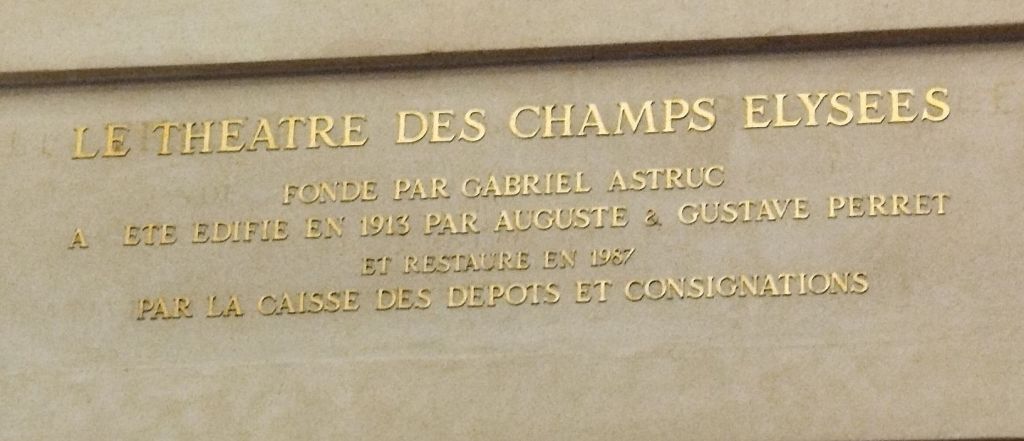 LE THEATRE DES CHAMPS ELYSEES
FONDE PAR GABRIEL ASTRUC
A ETE EDIFIE EN 1913 PAR AUGUSTE & GUSTAVE PERRET
ET RESTAURE EN 1987
PAR LA CAISSE DES DEPOTS ET CONSIGNATIONS